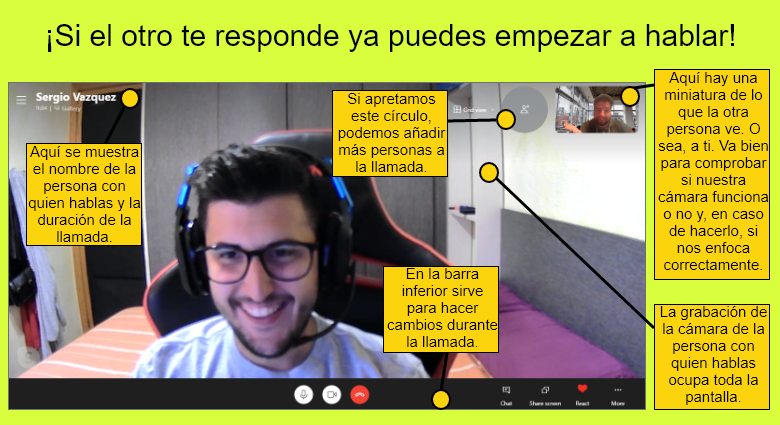 ¡Si el otro te responde ya puedes empezar a hablar!
Sergio Vazquez
Gallery
Aquí se muestra
el nombre de la
persona con
quien hablas y la
duración de la
llamada.
Si apretamos
este círculo,
podemos añadir
más personas a
la llamada.
Grid view
Aquí hay una
miniatura de lo
que la otra
persona ve. O
sea, a ti. Va bien
para comprobar
si nuestra
cámara funciona
o no y, en caso
de hacerlo, si
nos enfoca
correctamente.
En la barra
inferior sirve
para hacer
cambios durante
la llamada.
La grabación de
la cámara de la
persona con
quien hablas
ocupa toda la
pantalla.
Chat
Share screen
React
More